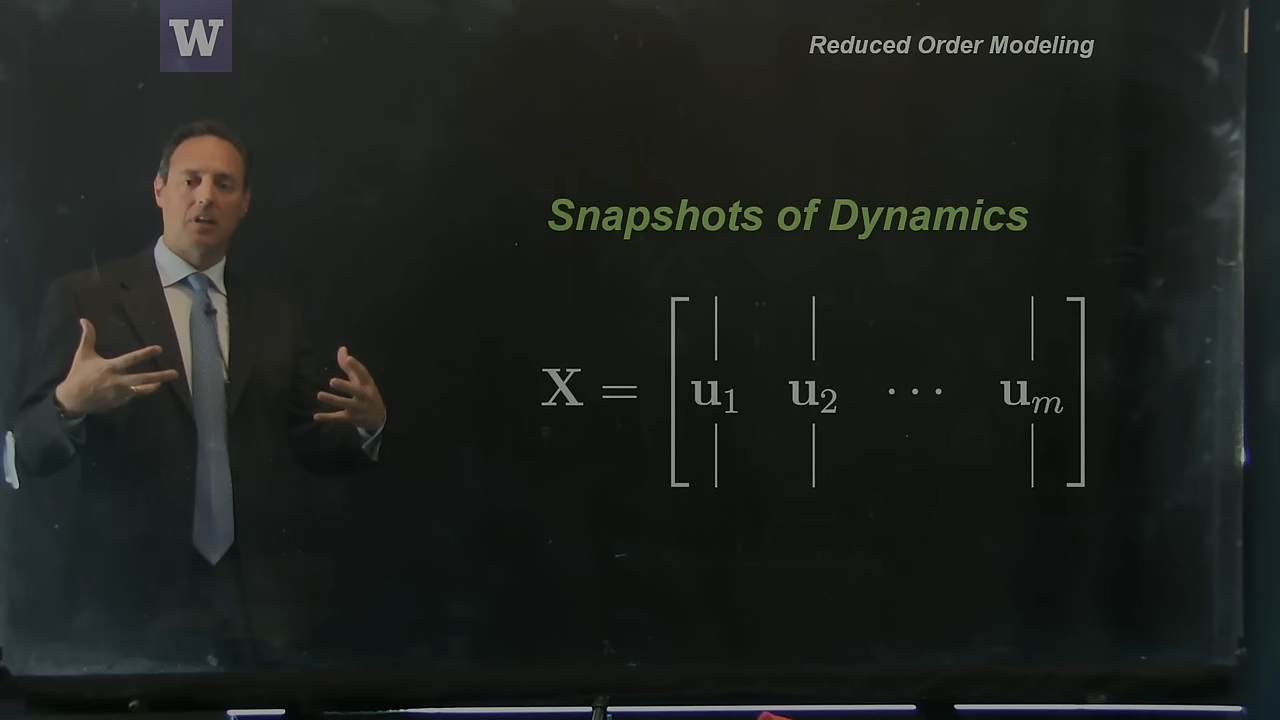 W
Reduced Order Modeling
Snapshots of Dynamics
X = [ u₁ u₂ ⋯ uₘ ]